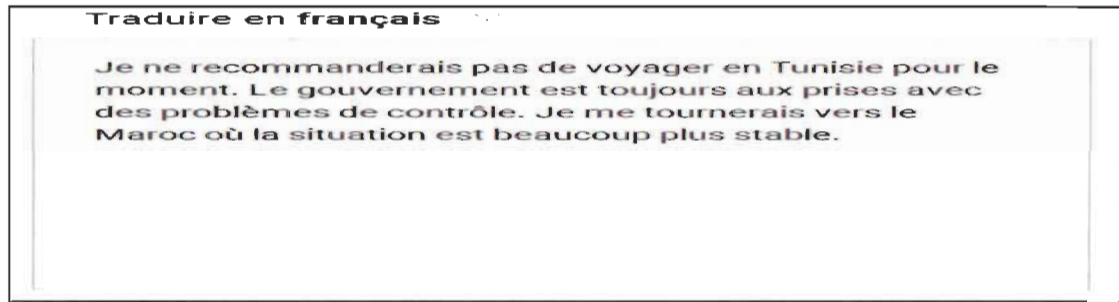 Traduire en français
Je ne recommanderais pas de voyager en Tunisie pour le
moment. Le gouvernement est toujours aux prises avec
des problèmes de contrôle. Je me tournerais vers le
Maroc où la situation est beaucoup plus stable.